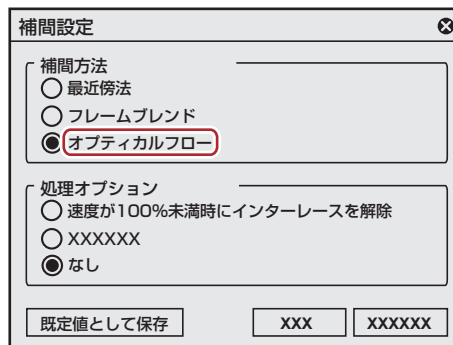 補間設定
補間方法
最近傍法
フレームブレンド
オプティカルフロー
処理オプション
速度が100%未満時にインターレースを解除
XXXXXX
なし
既定値として保存
XXX
XXXXXX